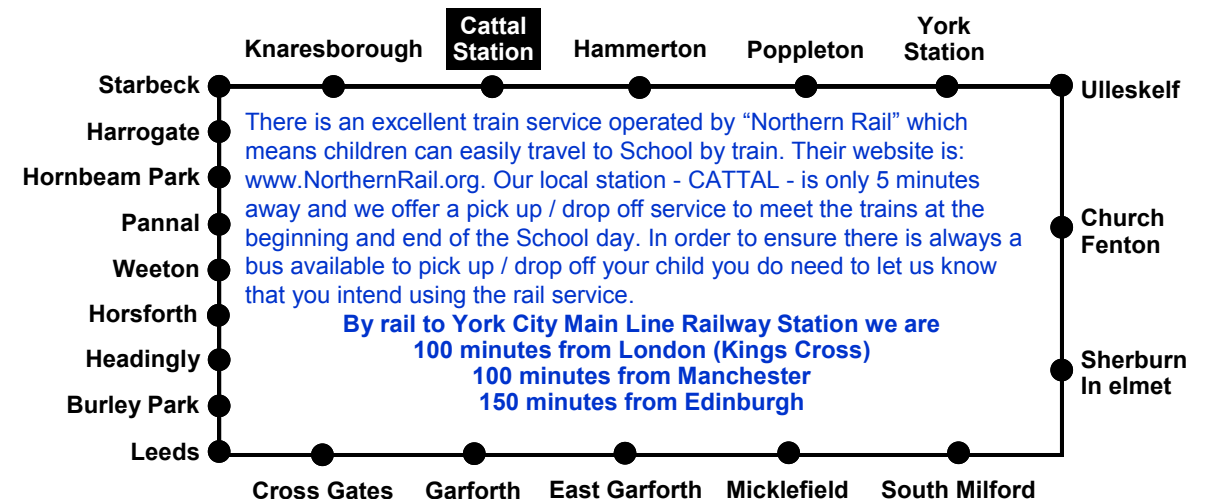 Knaresborough
Cattal
Station
Hammerton
Poppleton
York
Station
Starbeck
Ulleskelf
Harrogate
Hornbeam Park
Pannal
Weeton
Horsforth
Headingly
Burley Park
Leeds
There is an excellent train service operated by “Northern Rail” which
means children can easily travel to School by train. Their website is:
www.NorthernRail.org. Our local station - CATTAL - is only 5 minutes
away and we offer a pick up / drop off service to meet the trains at the
beginning and end of the School day. In order to ensure there is always a
bus available to pick up / drop off your child you do need to let us know
that you intend using the rail service.
By rail to York City Main Line Railway Station we are
100 minutes from London (Kings Cross)
100 minutes from Manchester
150 minutes from Edinburgh
Church
Fenton
Sherburn
In elmet
Cross Gates
Garforth
East Garforth
Micklefield
South Milford